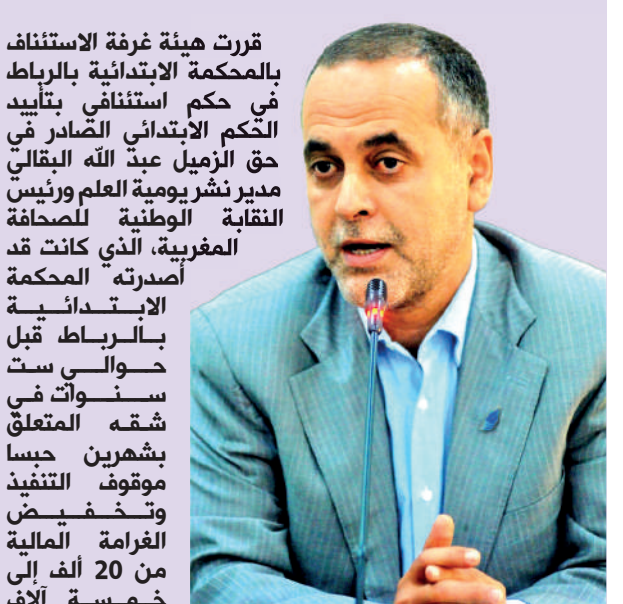 قررت هيئة غرفة الاستئناف
بالمحكمة الابتدائية بالرباط
في حكم استئنافي بتأييد
الحكم الابتدائي الصادر في
حق الزميل عبد الله البقالي
مدير نشر يومية العلم ورئيس
النقابة الوطنية للصحافة
المغربية، الذي كانت قد
أصدرته المحكمة
الابتدائية
بالرباط قبل
حوالي ست
سنوات في
شقه المتعلق
بشهرين حبسا
موقوف التنفيذ
وتخفيض
الغرامة المالية
من 20 ألف إلى
خمسة آلاف